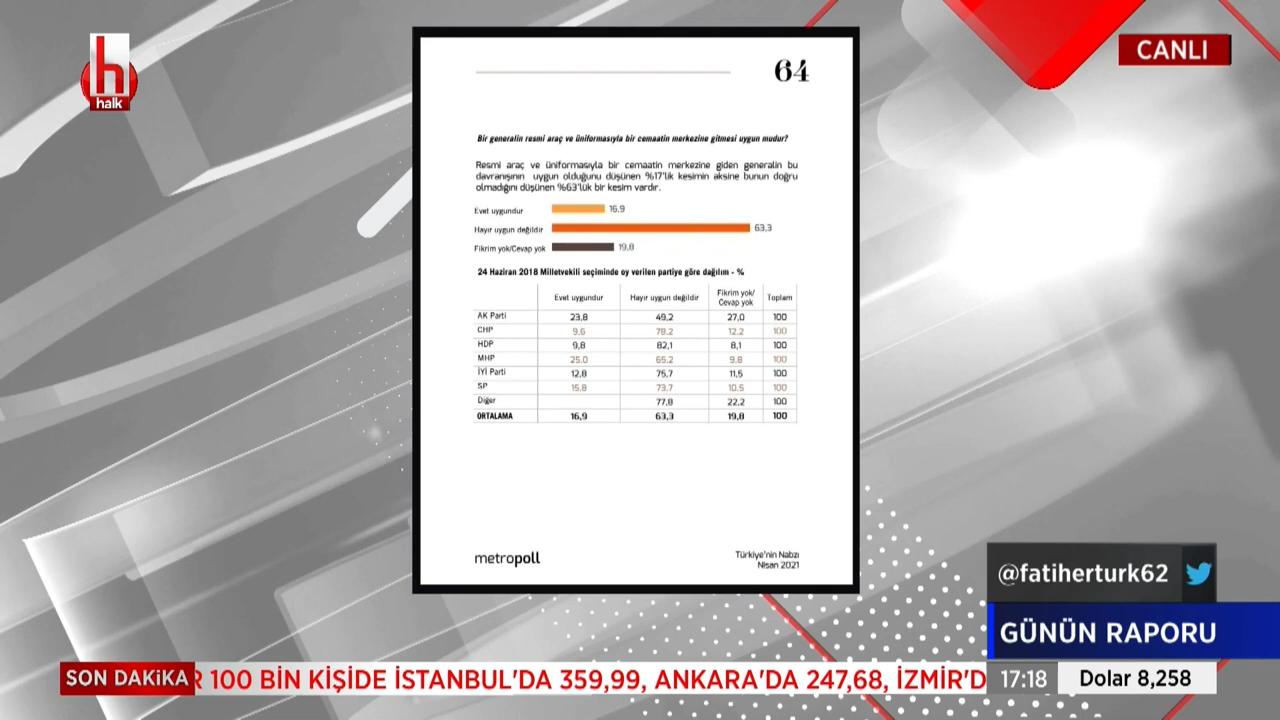 h
halk
CANLI
64
Bir generalin resmi araç ve üniformasıyla bir cemaatin merkezine gitmesi uygun mudur?
Resmi araç ve üniformasıyla bir cemaatin merkezine giden generalin bu
davranışının uygun olduğunu düşünen %17'lik kesimin aksine bunun doğru
olmadığını düşünen %63'lük bir kesim vardır.
Evet uygundur 16.9
Hayır uygun değildir 63.3
Fikrim yok/Cevap yok 19.8
24 Haziran 2018 Milletvekili seçiminde oy verilen partiye göre dağılım - %
Evet uygundur Hayır uygun değildir Fikrim yok/ Cevap yok Toplam
AK Parti 23,8 49,2 27,0 100
CHP 9.6 78.2 12.2 100
HDP 9,8 82,1 8,1 100
MHP 25.0 65.2 9.8 100
İYİ Parti 12,8 75,7 11,5 100
SP 15.8 73.7 10.5 100
Diğer 77,8 22,2 100
ORTALAMA 16,9 63,3 19,8 100
metropoll
Türkiye'nin Nabzı
Nisan 2021
@fatiherturk62
GÜNÜN RAPORU
SON DAKİKA R 100 BİN KİŞİDE İSTANBUL'DA 359,99, ANKARA'DA 247,68, İZMİR'D 17:18 Dolar 8,258